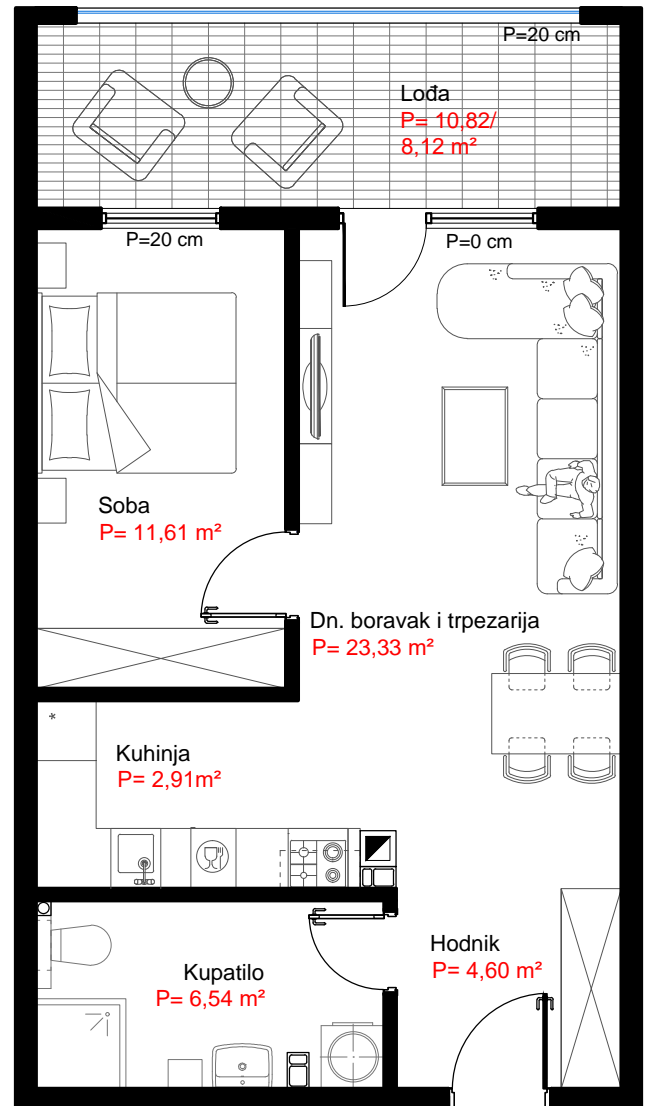 P=20 cm
Lođa
P= 10,82/
8,12 m²
P=20 cm
P=0 cm
Soba
P= 11,61 m²
Dn. boravak i trpezarija
P= 23,33 m²
*
Kuhinja
P= 2,91m²
Hodnik
P= 4,60 m²
Kupatilo
P= 6,54 m²